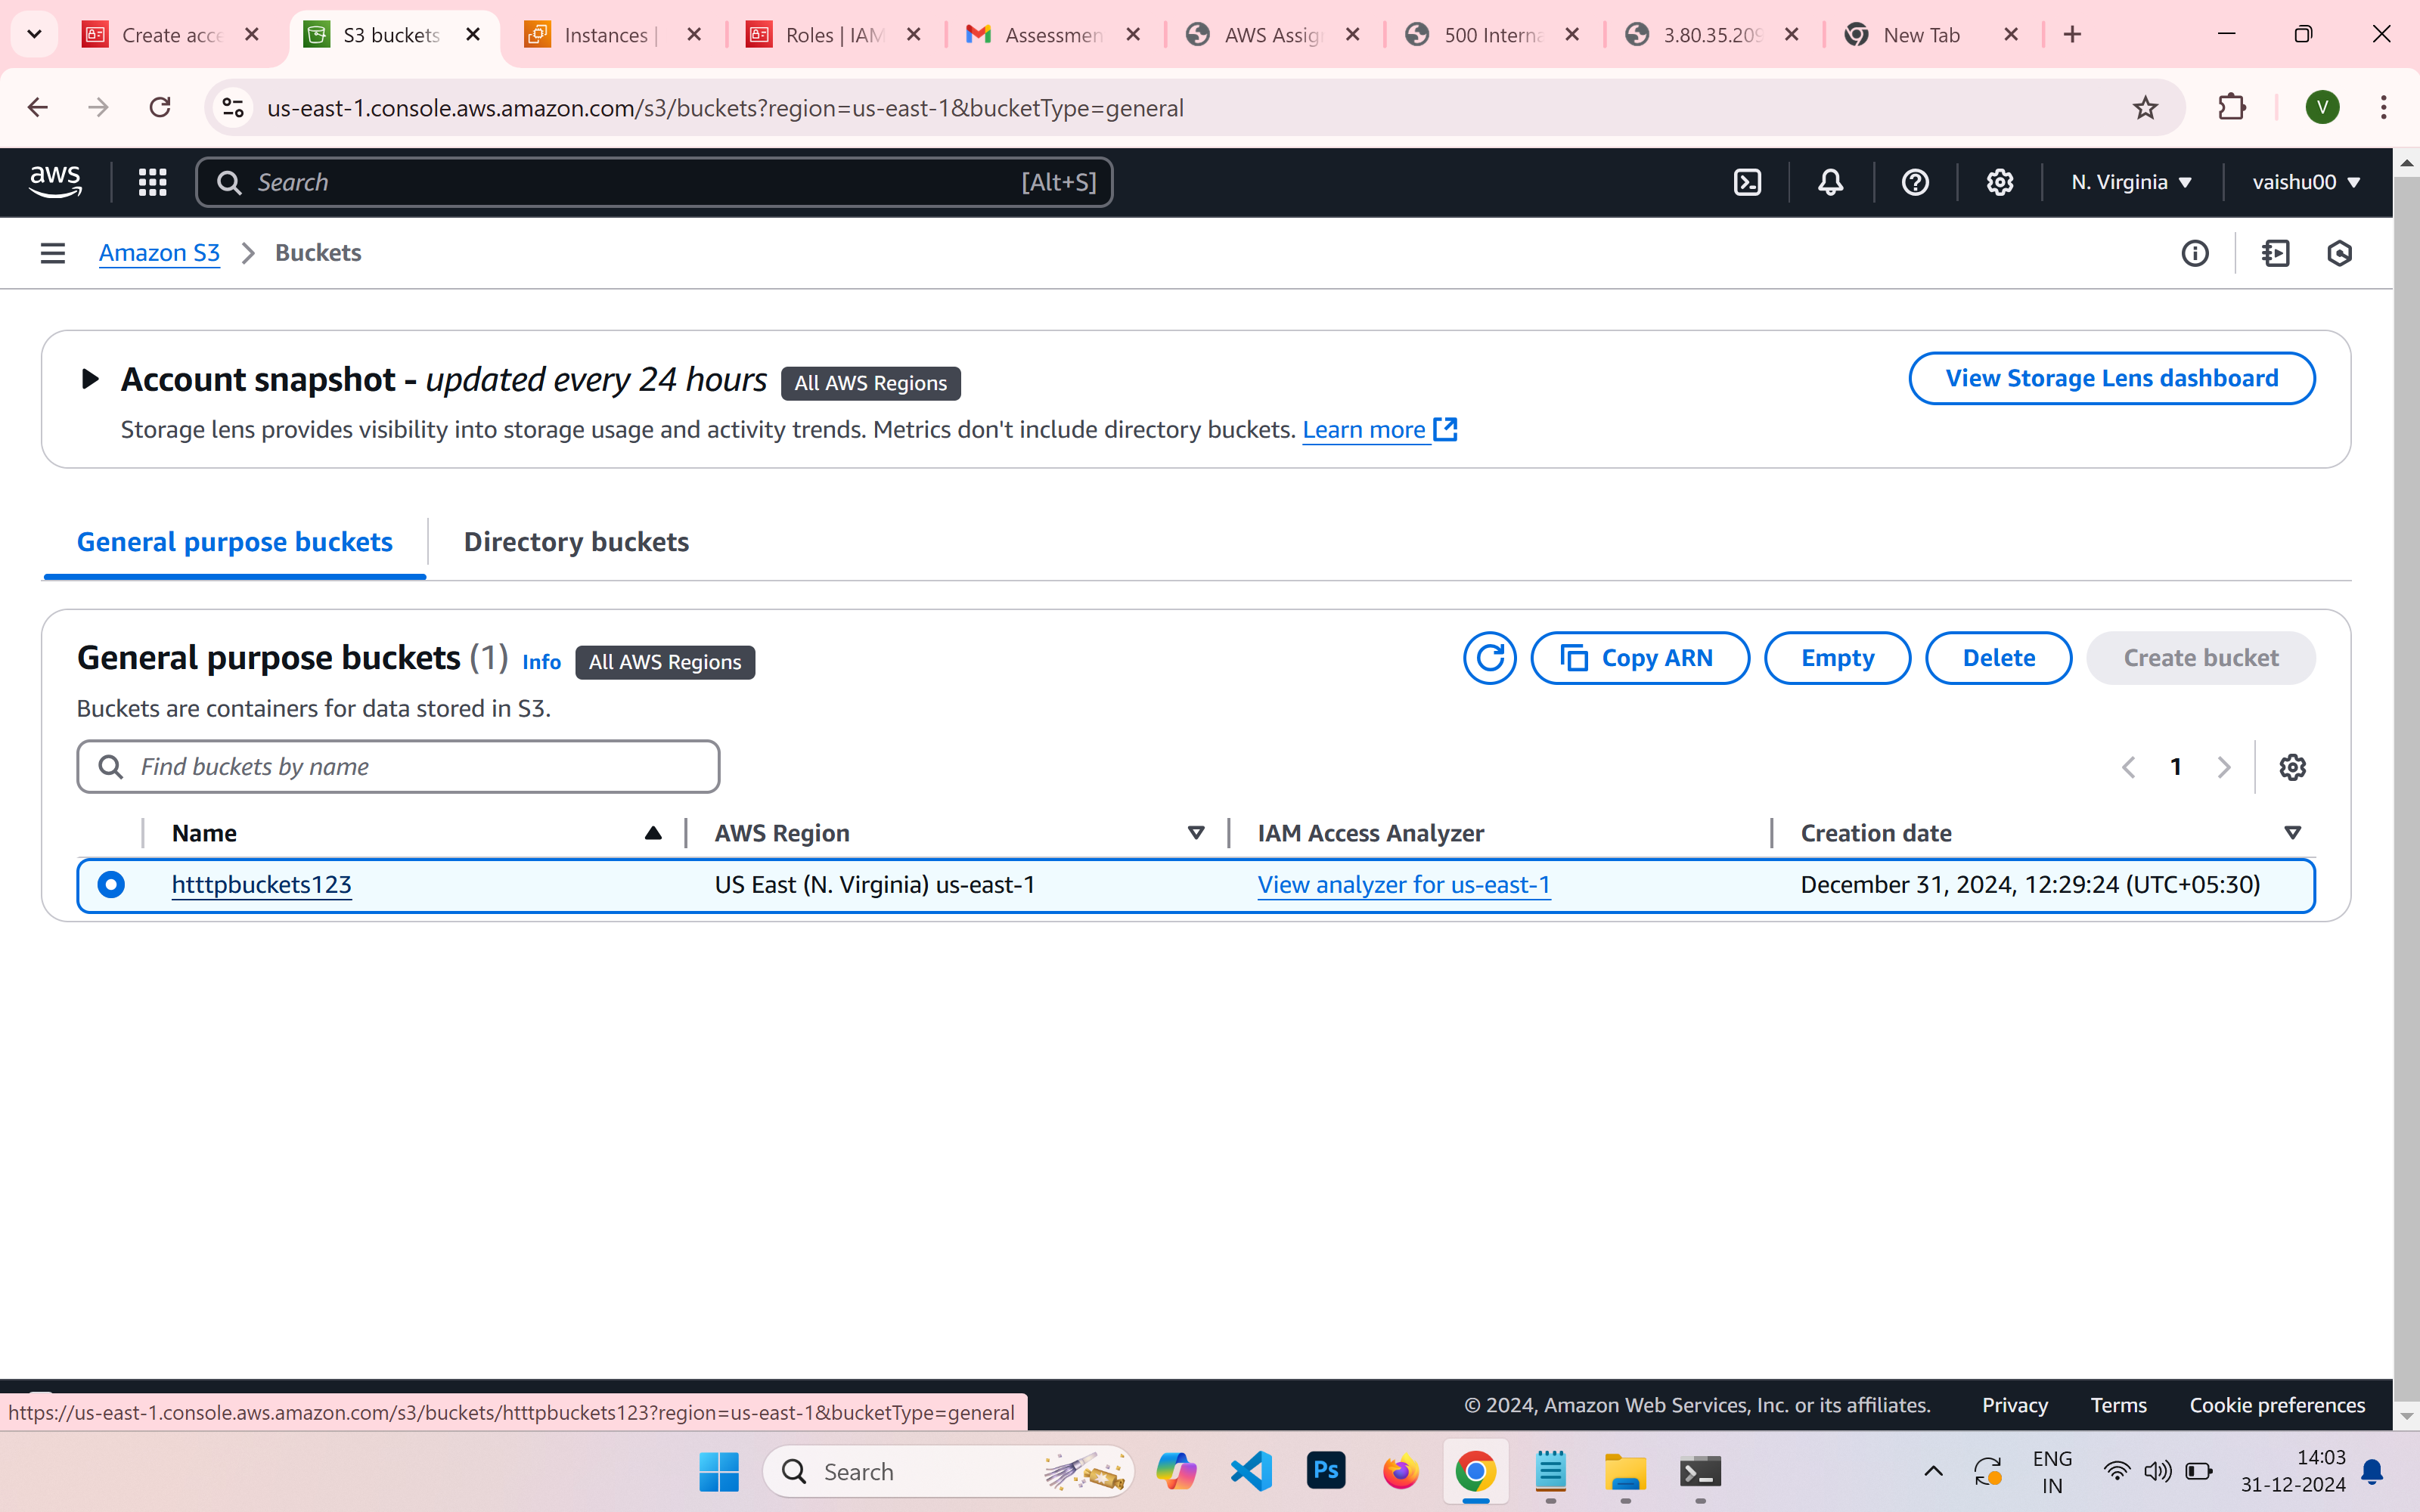 Create acce
S3 buckets
Instances |
Roles | IAM
Assessmen
AWS Assig
500 Interna
3.80.35.209
New Tab
us-east-1.console.aws.amazon.com/s3/buckets?region=us-east-1&bucketType=general
V
aws
Search
[Alt+S]
N. Virginia
vaishu00
Amazon S3
Buckets
Account snapshot - updated every 24 hours
All AWS Regions
View Storage Lens dashboard
Storage lens provides visibility into storage usage and activity trends. Metrics don't include directory buckets. Learn more
General purpose buckets
Directory buckets
General purpose buckets (1) Info
All AWS Regions
Copy ARN
Empty
Delete
Create bucket
Buckets are containers for data stored in S3.
Find buckets by name
1
Name
AWS Region
IAM Access Analyzer
Creation date
htttpbuckets123
US East (N. Virginia) us-east-1
View analyzer for us-east-1
December 31, 2024, 12:29:24 (UTC+05:30)
© 2024, Amazon Web Services, Inc. or its affiliates.
Privacy
Terms
Cookie preferences
https://us-east-1.console.aws.amazon.com/s3/buckets/htttpbuckets123?region=us-east-1&bucketType=general
Search
Ps
ENG
IN
14:03
31-12-2024